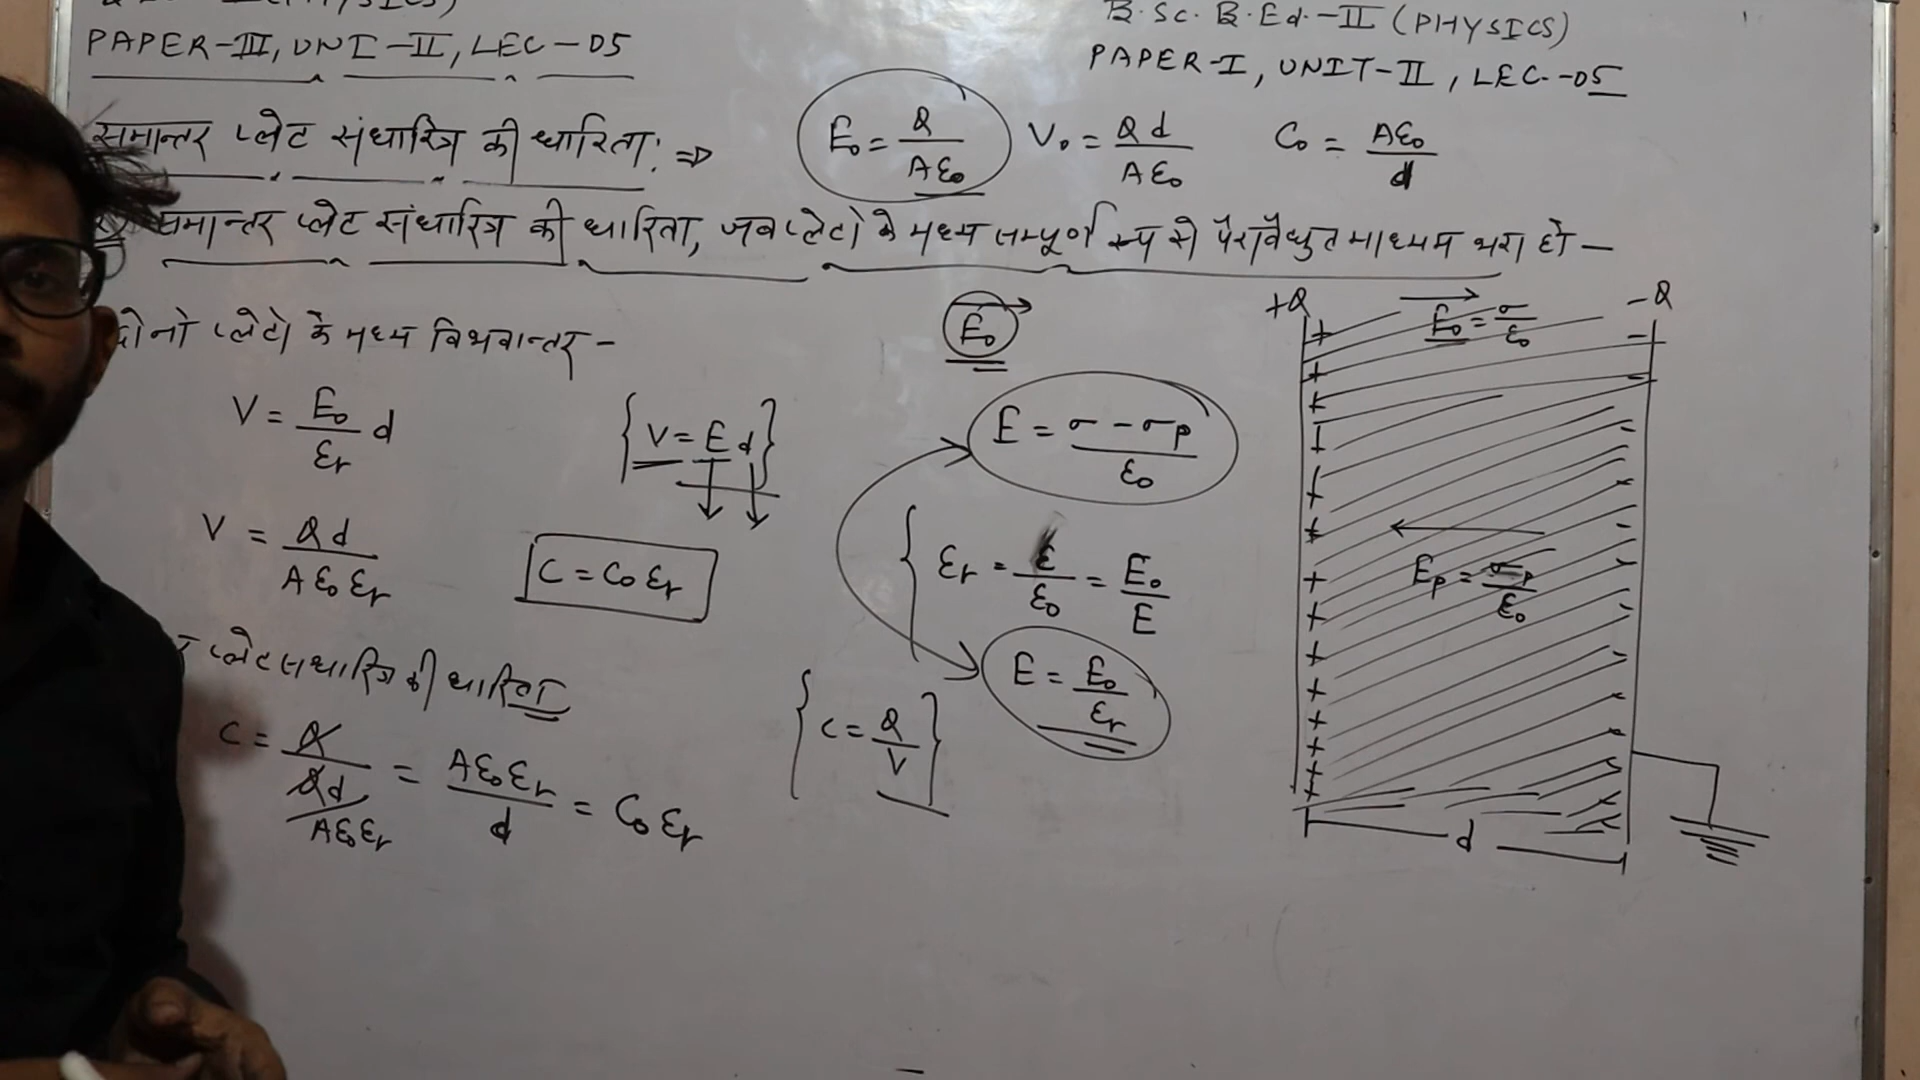 (PHYSICS)
PAPER-III, UNI-II, LEC-05
B.Sc. B.Ed.-II (PHYSICS)
PAPER-I, UNIT-II, LEC.-05
समान्तर प्लेट संधारित्र की धारिता: ⇒
E₀ = Q / Aε₀
V₀ = Qd / Aε₀
C₀ = Aε₀ / d
समान्तर प्लेट संधारित्र की धारिता, जब प्लेटों के मध्य सम्पूर्ण रूप से परावैधुत माध्यम भरा हो —
दोनो प्लेटो के मध्य विभवान्तर -
V = E₀/εr d
{V = Ed}
V = Qd / Aε₀εr
C = C₀εr
प्लेट संधारित्र की धारिता
C = Q / (Qd / Aε₀εr) = Aε₀εr / d = C₀εr
{C = Q/V}
E₀
E = σ - σp / ε₀
{ εr = ε/ε₀ = E₀/E
E = E₀/εr
+Q
-Q
E₀ = σ/ε₀
Ep = σp/ε₀
d